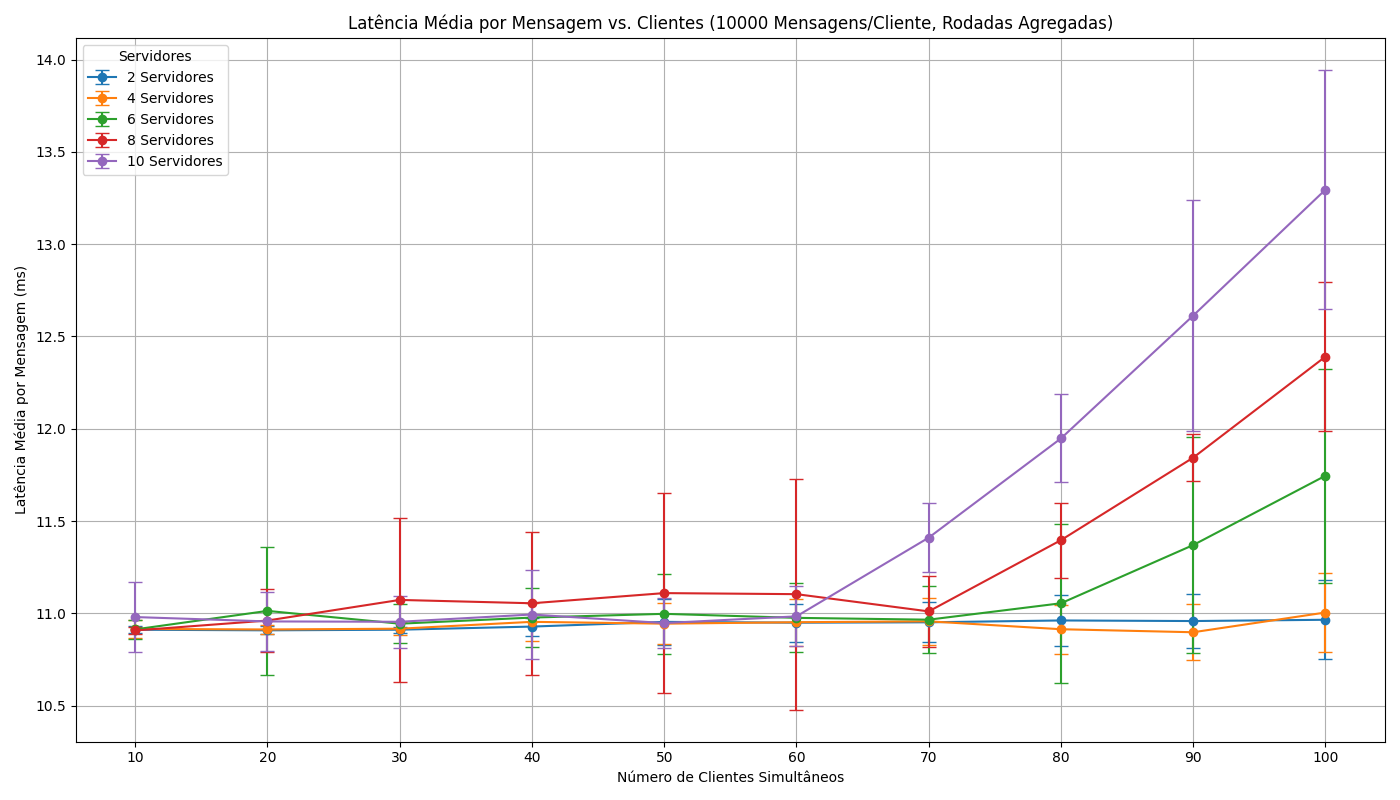 Latência Média por Mensagem vs. Clientes (10000 Mensagens/Cliente, Rodadas Agregadas)
Servidores
2 Servidores
4 Servidores
6 Servidores
8 Servidores
10 Servidores
Latência Média por Mensagem (ms)
14.0
13.5
13.0
12.5
12.0
11.5
11.0
10.5
10 20 30 40 50 60 70 80 90 100
Número de Clientes Simultâneos